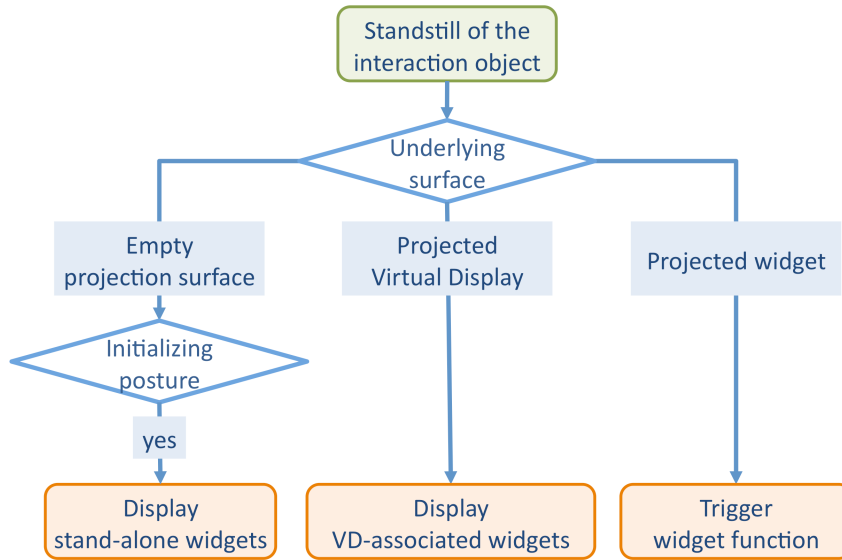 Standstill of the
interaction object
Underlying
surface
Empty
projection surface
Projected
Virtual Display
Projected widget
Initializing
posture
yes
Display
stand-alone widgets
Display
VD-associated widgets
Trigger
widget function